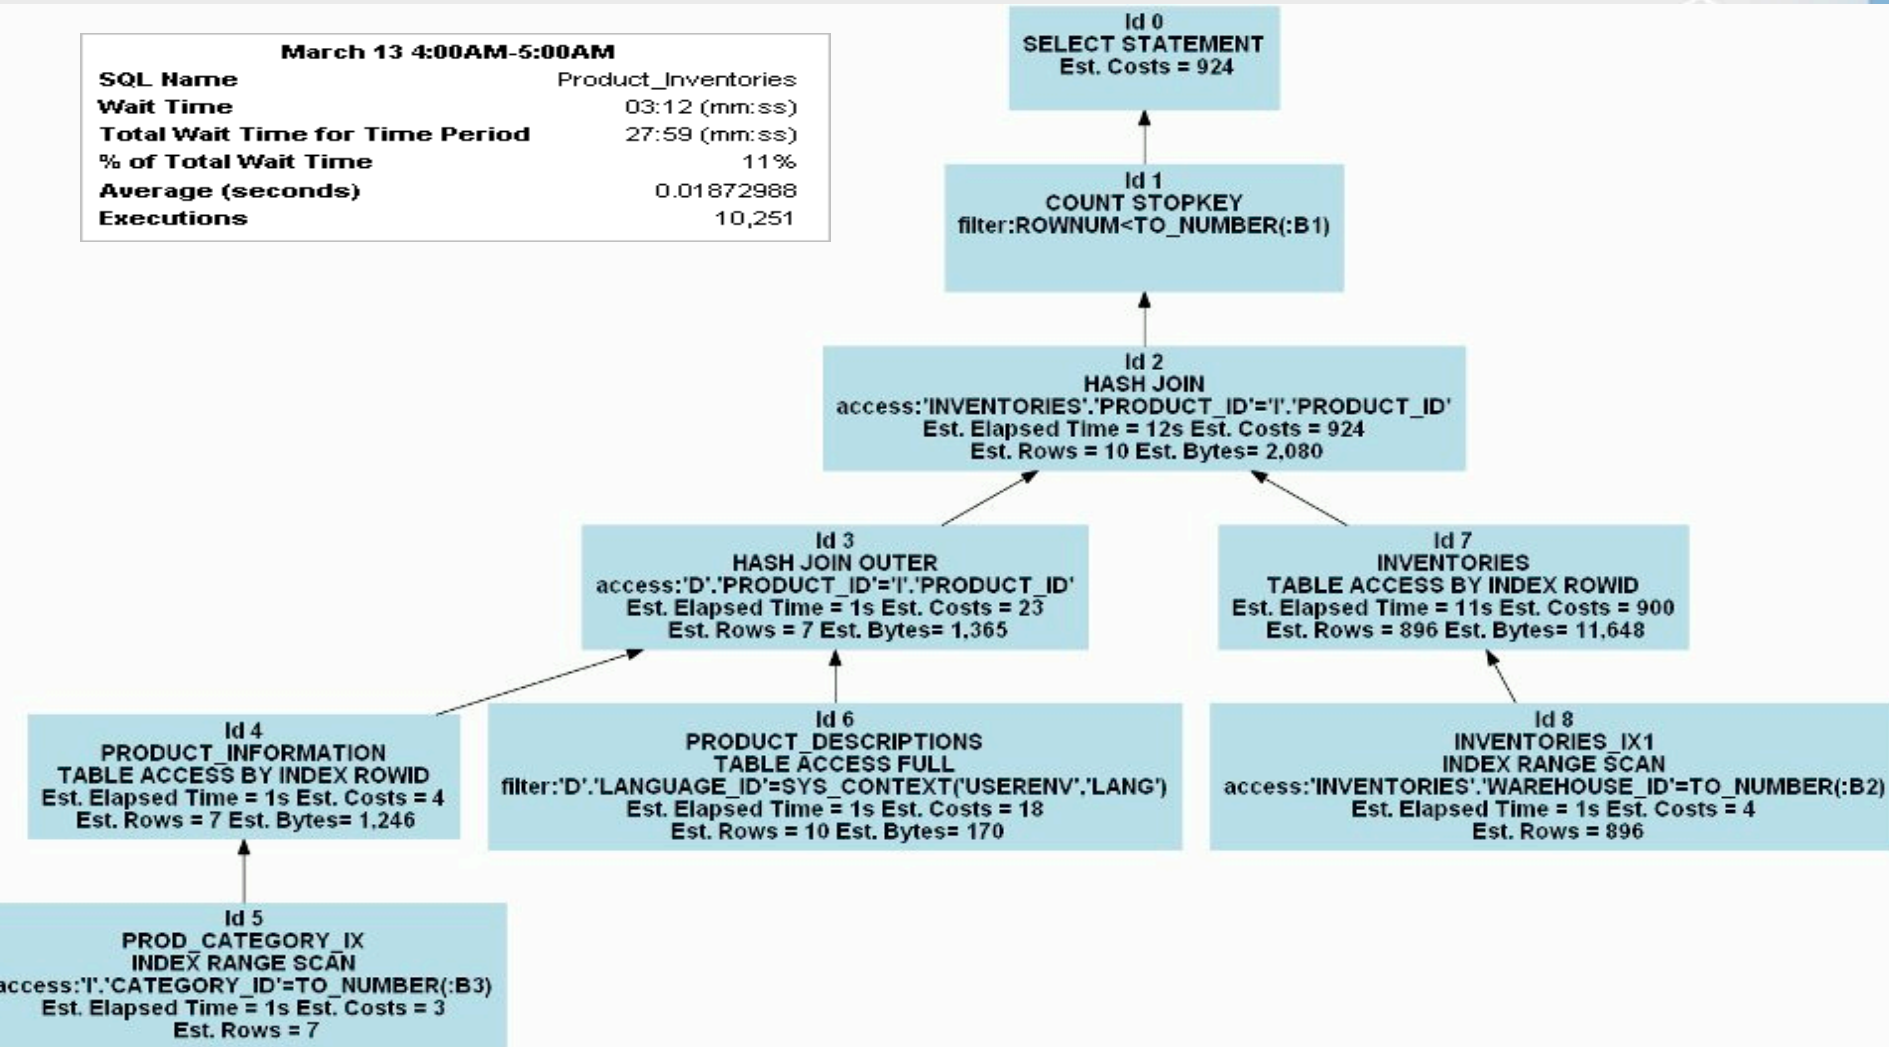 March 13 4:00AM-5:00AM
SQL Name Product_Inventories
Wait Time 03:12 (mm:ss)
Total Wait Time for Time Period 27:59 (mm:ss)
% of Total Wait Time 11%
Average (seconds) 0.01872988
Executions 10,251
Id 0
SELECT STATEMENT
Est. Costs = 924
Id 1
COUNT STOPKEY
filter:ROWNUM<TO_NUMBER(:B1)
Id 2
HASH JOIN
access:'INVENTORIES'.'PRODUCT_ID'='I'.'PRODUCT_ID'
Est. Elapsed Time = 12s Est. Costs = 924
Est. Rows = 10 Est. Bytes= 2,080
Id 3
HASH JOIN OUTER
access:'D'.'PRODUCT_ID'='I'.'PRODUCT_ID'
Est. Elapsed Time = 1s Est. Costs = 23
Est. Rows = 7 Est. Bytes= 1,365
Id 7
INVENTORIES
TABLE ACCESS BY INDEX ROWID
Est. Elapsed Time = 11s Est. Costs = 900
Est. Rows = 896 Est. Bytes= 11,648
Id 4
PRODUCT_INFORMATION
TABLE ACCESS BY INDEX ROWID
Est. Elapsed Time = 1s Est. Costs = 4
Est. Rows = 7 Est. Bytes= 1,246
Id 6
PRODUCT_DESCRIPTIONS
TABLE ACCESS FULL
filter:'D'.'LANGUAGE_ID'=SYS_CONTEXT('USERENV','LANG')
Est. Elapsed Time = 1s Est. Costs = 18
Est. Rows = 10 Est. Bytes= 170
Id 8
INVENTORIES_IX1
INDEX RANGE SCAN
access:'INVENTORIES'.'WAREHOUSE_ID'=TO_NUMBER(:B2)
Est. Elapsed Time = 1s Est. Costs = 4
Est. Rows = 896
Id 5
PROD_CATEGORY_IX
INDEX RANGE SCAN
access:'I'.'CATEGORY_ID'=TO_NUMBER(:B3)
Est. Elapsed Time = 1s Est. Costs = 3
Est. Rows = 7